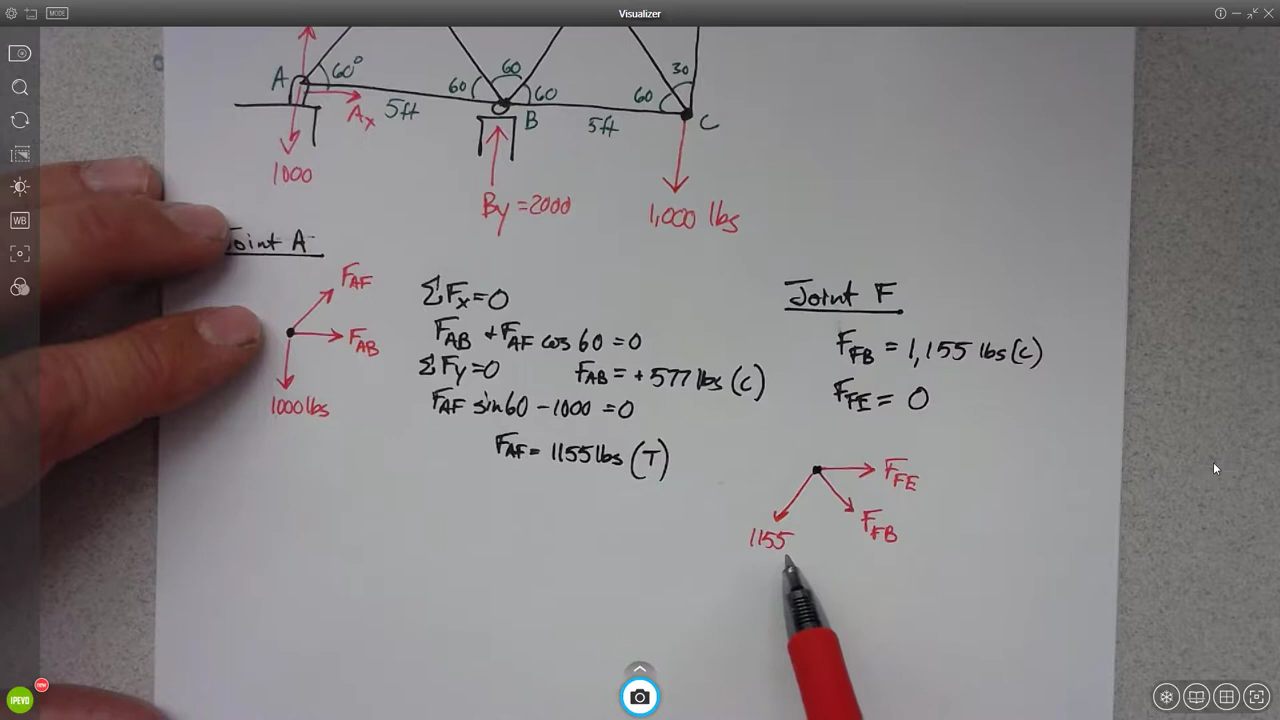 MODE
Visualizer
A
60°
Ax
5ft
60
60
60
B
5ft
60
30
C
1000
By = 2000
1,000 lbs
Joint A
FAF
FAB
1000 lbs
ΣFx = 0
FAB + FAF cos 60 = 0
ΣFy = 0
FAB = + 577 lbs (C)
FAF sin 60 - 1000 = 0
FAF = 1155 lbs (T)
Joint F
FFB = 1,155 lbs (C)
FFE = 0
FFE
FFB
1155
WB
IPEVO
new